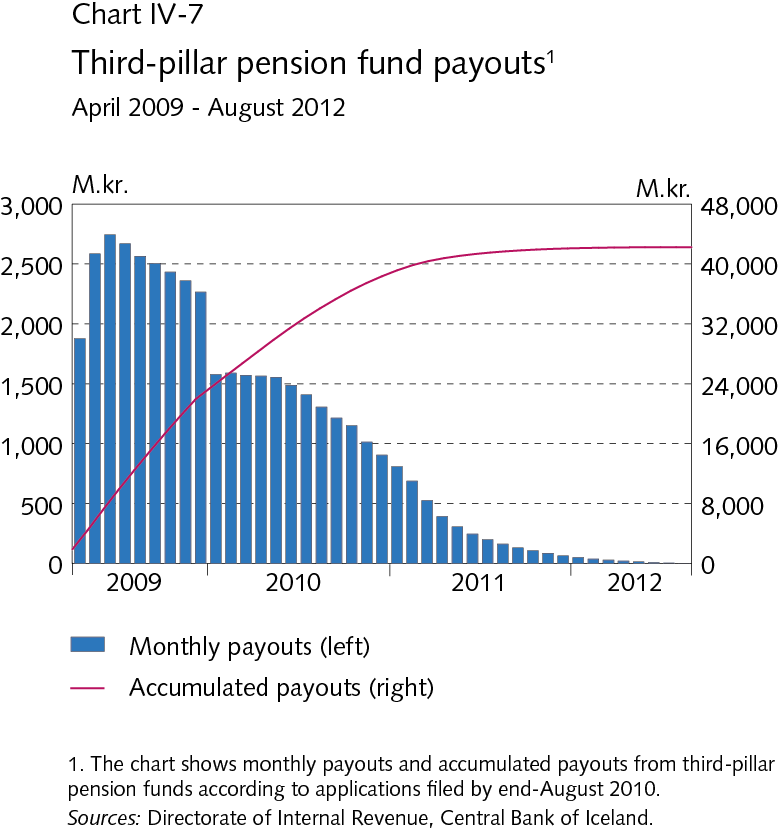 Chart IV-7
Third-pillar pension fund payouts¹
April 2009 - August 2012
M.kr. M.kr.
3,000 48,000
2,500 40,000
2,000 32,000
1,500 24,000
1,000 16,000
500 8,000
0 0
2009 2010 2011 2012
Monthly payouts (left)
Accumulated payouts (right)
1. The chart shows monthly payouts and accumulated payouts from third-pillar
pension funds according to applications filed by end-August 2010.
Sources: Directorate of Internal Revenue, Central Bank of Iceland.